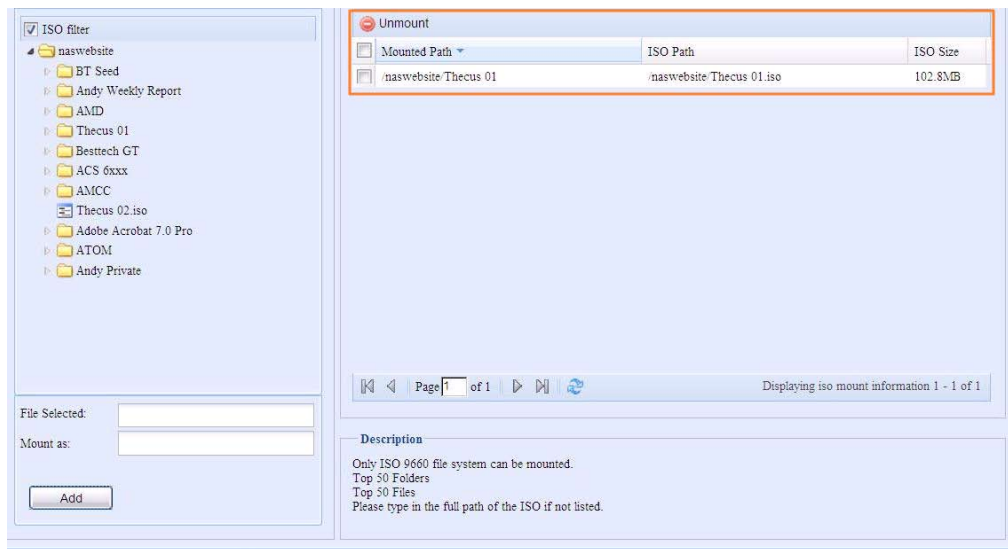 ISO filter
naswebsite
BT Seed
Andy Weekly Report
AMD
Thecus 01
Besttech GT
ACS 6xxx
AMCC
Thecus 02.iso
Adobe Acrobat 7.0 Pro
ATOM
Andy Private
File Selected:
Mount as:
Add
Unmount
Mounted Path ISO Path ISO Size
/naswebsite/Thecus 01 /naswebsite/Thecus 01.iso 102.8MB
Page 1 of 1 Displaying iso mount information 1 - 1 of 1
Description
Only ISO 9660 file system can be mounted.
Top 50 Folders
Top 50 Files
Please type in the full path of the ISO if not listed.